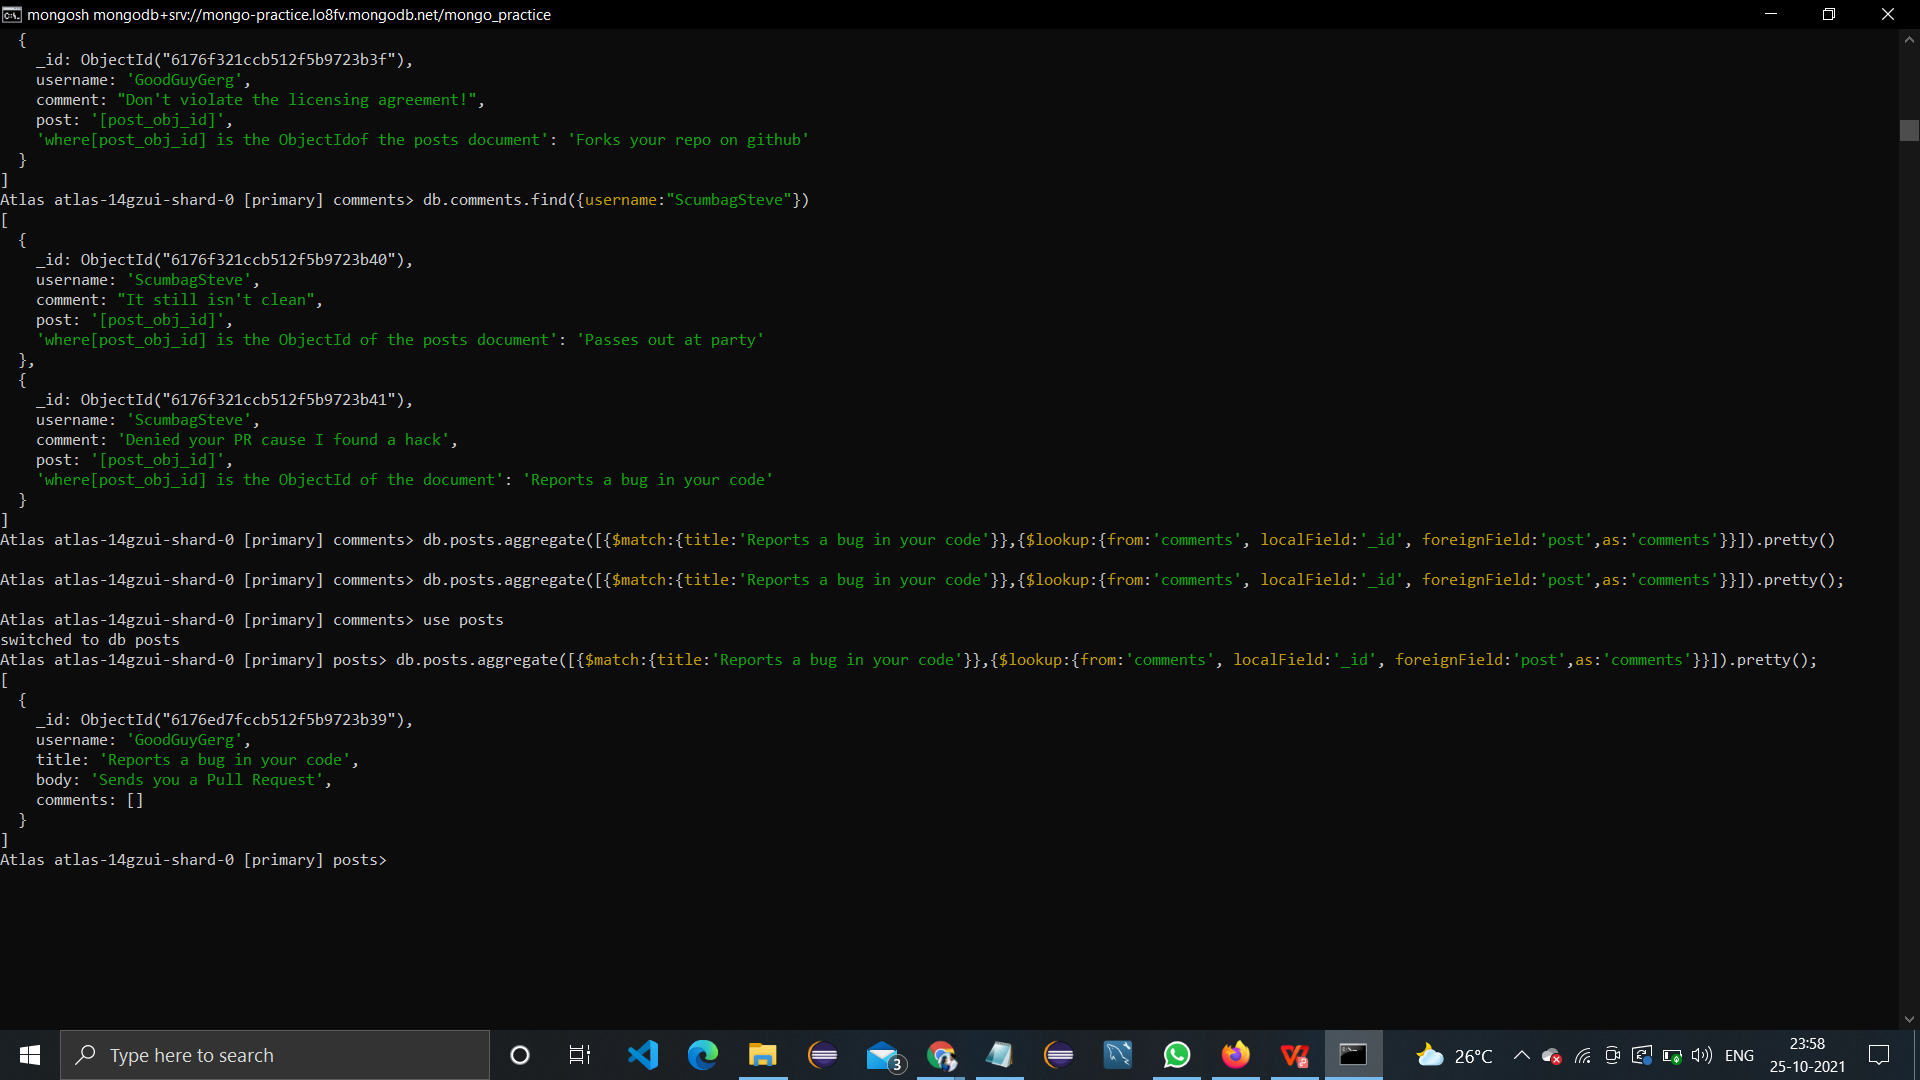 mongosh mongodb+srv://mongo-practice.lo8fv.mongodb.net/mongo_practice
  {
    _id: ObjectId("6176f321ccb512f5b9723b3f"),
    username: 'GoodGuyGerg',
    comment: "Don't violate the licensing agreement!",
    post: '[post_obj_id]',
    'where[post_obj_id] is the ObjectIdof the posts document': 'Forks your repo on github'
  }
]
Atlas atlas-14gzui-shard-0 [primary] comments> db.comments.find({username:"ScumbagSteve"})
[
  {
    _id: ObjectId("6176f321ccb512f5b9723b40"),
    username: 'ScumbagSteve',
    comment: "It still isn't clean",
    post: '[post_obj_id]',
    'where[post_obj_id] is the ObjectId of the posts document': 'Passes out at party'
  },
  {
    _id: ObjectId("6176f321ccb512f5b9723b41"),
    username: 'ScumbagSteve',
    comment: 'Denied your PR cause I found a hack',
    post: '[post_obj_id]',
    'where[post_obj_id] is the ObjectId of the document': 'Reports a bug in your code'
  }
]
Atlas atlas-14gzui-shard-0 [primary] comments> db.posts.aggregate([{$match:{title:'Reports a bug in your code'}},{$lookup:{from:'comments', localField:'_id', foreignField:'post',as:'comments'}}]).pretty()
Atlas atlas-14gzui-shard-0 [primary] comments> db.posts.aggregate([{$match:{title:'Reports a bug in your code'}},{$lookup:{from:'comments', localField:'_id', foreignField:'post',as:'comments'}}]).pretty();
Atlas atlas-14gzui-shard-0 [primary] comments> use posts
switched to db posts
Atlas atlas-14gzui-shard-0 [primary] posts> db.posts.aggregate([{$match:{title:'Reports a bug in your code'}},{$lookup:{from:'comments', localField:'_id', foreignField:'post',as:'comments'}}]).pretty();
[
  {
    _id: ObjectId("6176ed7fccb512f5b9723b39"),
    username: 'GoodGuyGerg',
    title: 'Reports a bug in your code',
    body: 'Sends you a Pull Request',
    comments: []
  }
]
Atlas atlas-14gzui-shard-0 [primary] posts>
Type here to search
3
26°C
ENG
23:58
25-10-2021